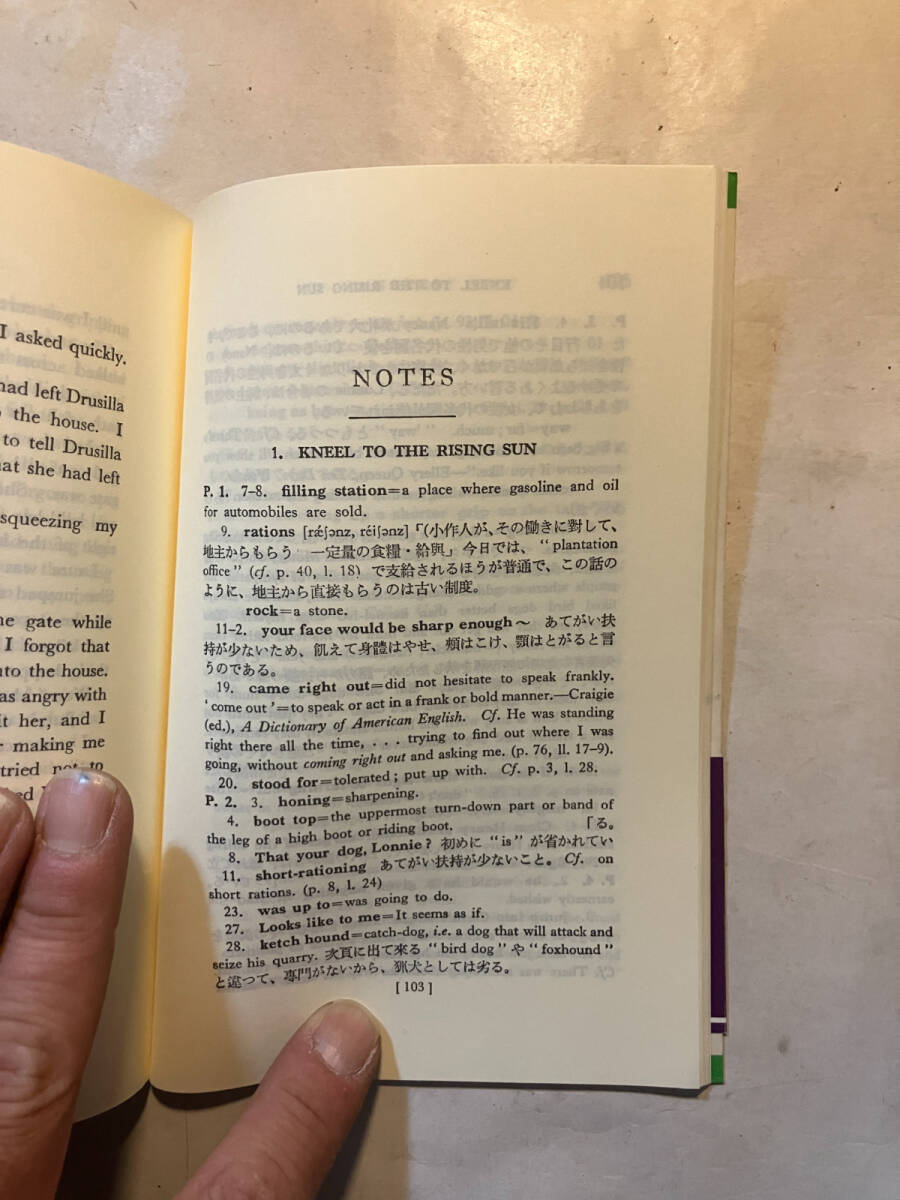 I asked quickly.
had left Drusilla
the house. I
to tell Drusilla
at she had left
squeezing my
gate while
I forgot that
the house.
as angry with
her, and I
making me
tried not to
NOTES
1. KNEEL TO THE RISING SUN
P. 1. 7–8. filling station=a place where gasoline and oil
for automobiles are sold.
9. rations [rǽʃənz, réiʃənz]「(小作人が、その働きに對して、
地主からもらう 一定量の食糧・給與」今日では、“plantation
office” (cf. p. 40, l. 18) で支給されるほうが普通で、この話の
ように、地主から直接もらうのは古い制度。
rock=a stone.
11–2. your face would be sharp enough～ あてがい扶
持が少ないため、飢えて身體はやせ、頰はこけ、顎はとがると言
うのである。
19. came right out=did not hesitate to speak frankly.
‘come out’=to speak or act in a frank or bold manner.—Craigie
(ed.), A Dictionary of American English. Cf. He was standing
right there all the time, . . . trying to find out where I was
going, without coming right out and asking me. (p. 76, ll. 17–9).
20. stood for=tolerated; put up with. Cf. p. 3, l. 28.
P. 2. 3. honing=sharpening.
4. boot top=the uppermost turn-down part or band of
the leg of a high boot or riding boot. 「る。
8. That your dog, Lonnie? 初めに “is” が省かれてい
11. short-rationing あてがい扶持が少ないこと。Cf. on
short rations. (p. 8, l. 24)
23. was up to=was going to do.
27. Looks like to me=It seems as if.
28. ketch hound=catch-dog, i.e. a dog that will attack and
seize his quarry. 次頁に出て來る “bird dog” や “foxhound”
と違つて、專門がないから、猟犬としては劣る。
[ 103 ]